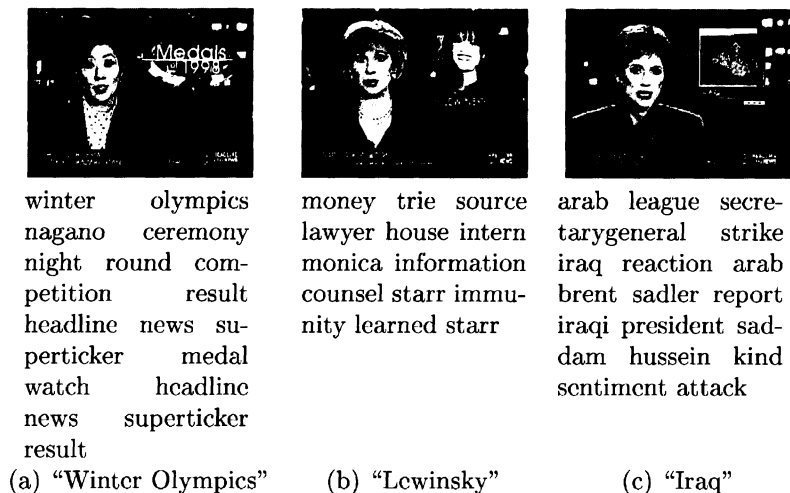 Medals
1998
winter olympics
nagano ceremony
night round com-
petition result
headline news su-
perticker medal
watch headline
news superticker
result
(a) “Winter Olympics”
money trie source
lawyer house intern
monica information
counsel starr immu-
nity learned starr
(b) “Lewinsky”
arab league secre-
tarygeneral strike
iraq reaction arab
brent sadler report
iraqi president sad-
dam hussein kind
sentiment attack
(c) “Iraq”